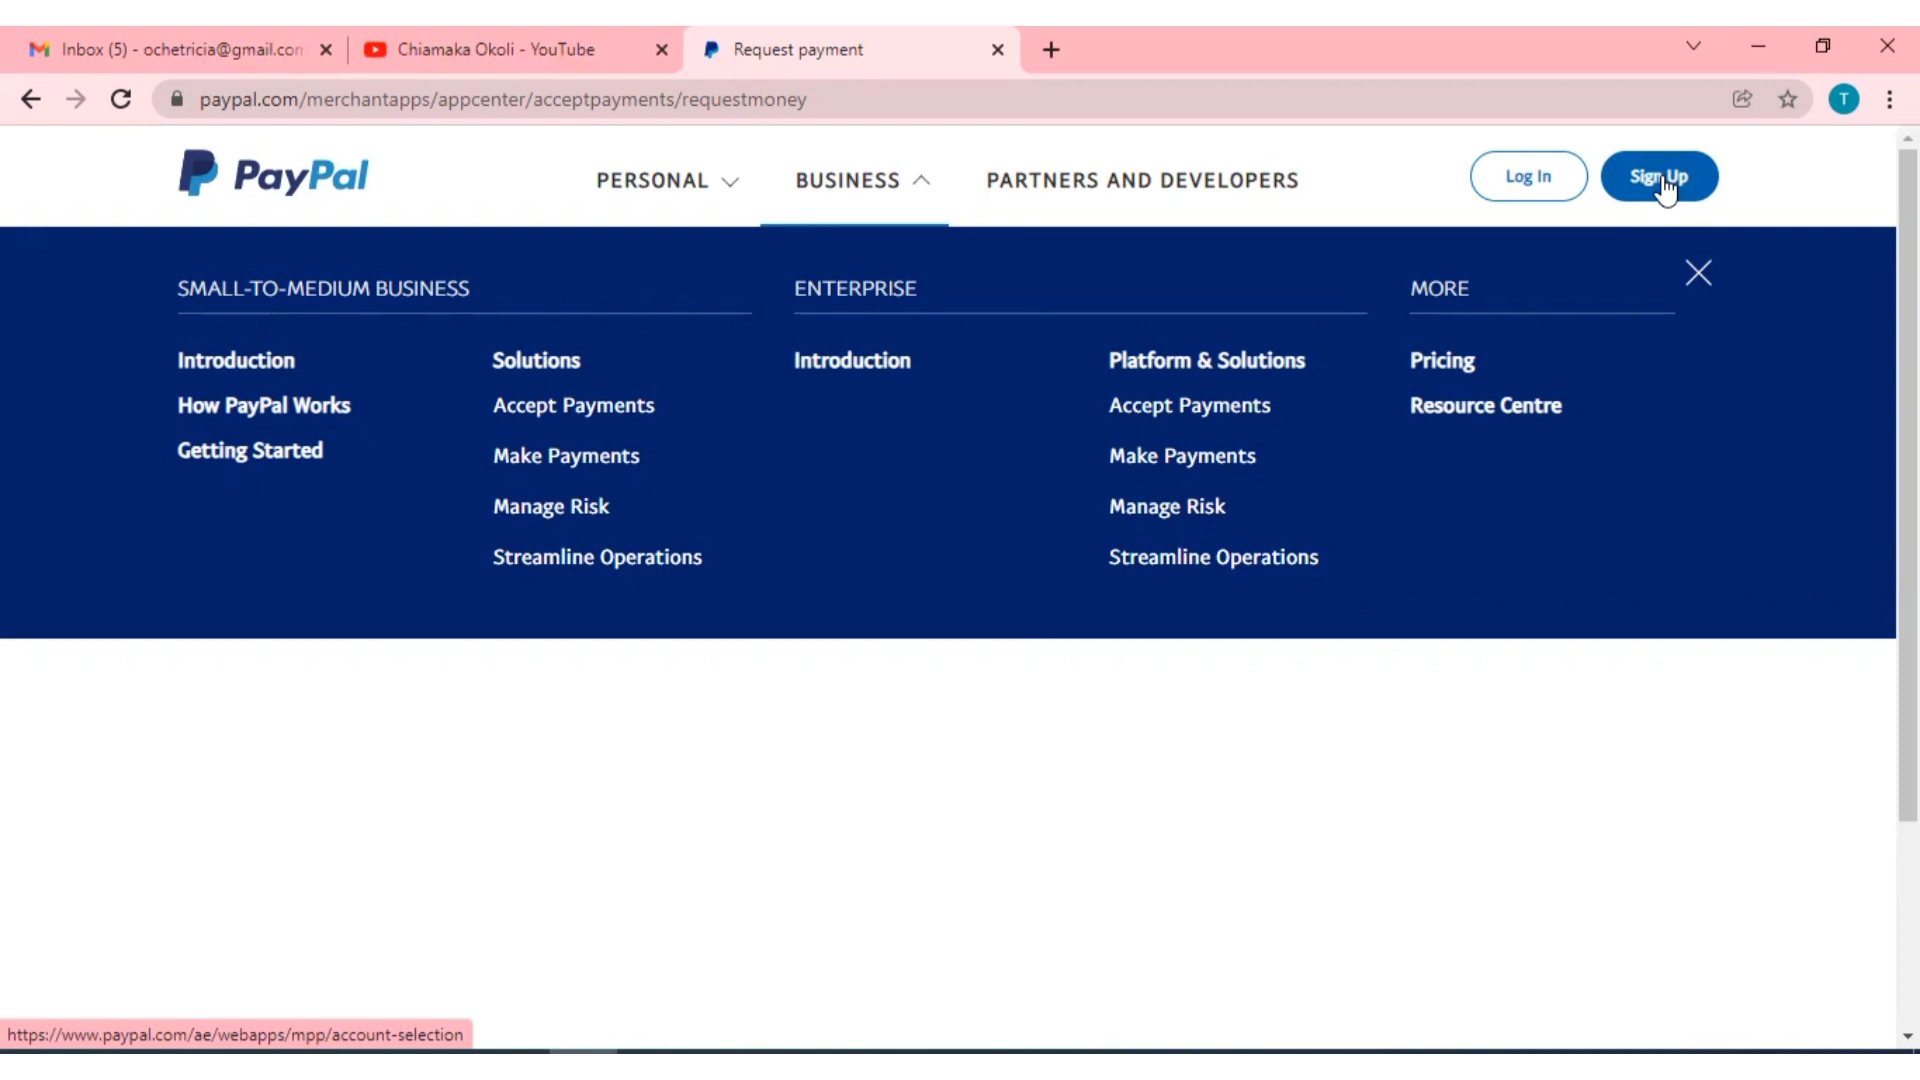 Inbox (5) - ochetricia@gmail.con
Chiamaka Okoli - YouTube
Request payment
paypal.com/merchantapps/appcenter/acceptpayments/requestmoney
T
PayPal
PERSONAL
BUSINESS
PARTNERS AND DEVELOPERS
Log In
Sign Up
SMALL-TO-MEDIUM BUSINESS
ENTERPRISE
MORE
Introduction
Solutions
Introduction
Platform & Solutions
Pricing
How PayPal Works
Accept Payments
Accept Payments
Resource Centre
Getting Started
Make Payments
Make Payments
Manage Risk
Manage Risk
Streamline Operations
Streamline Operations
https://www.paypal.com/ae/webapps/mpp/account-selection